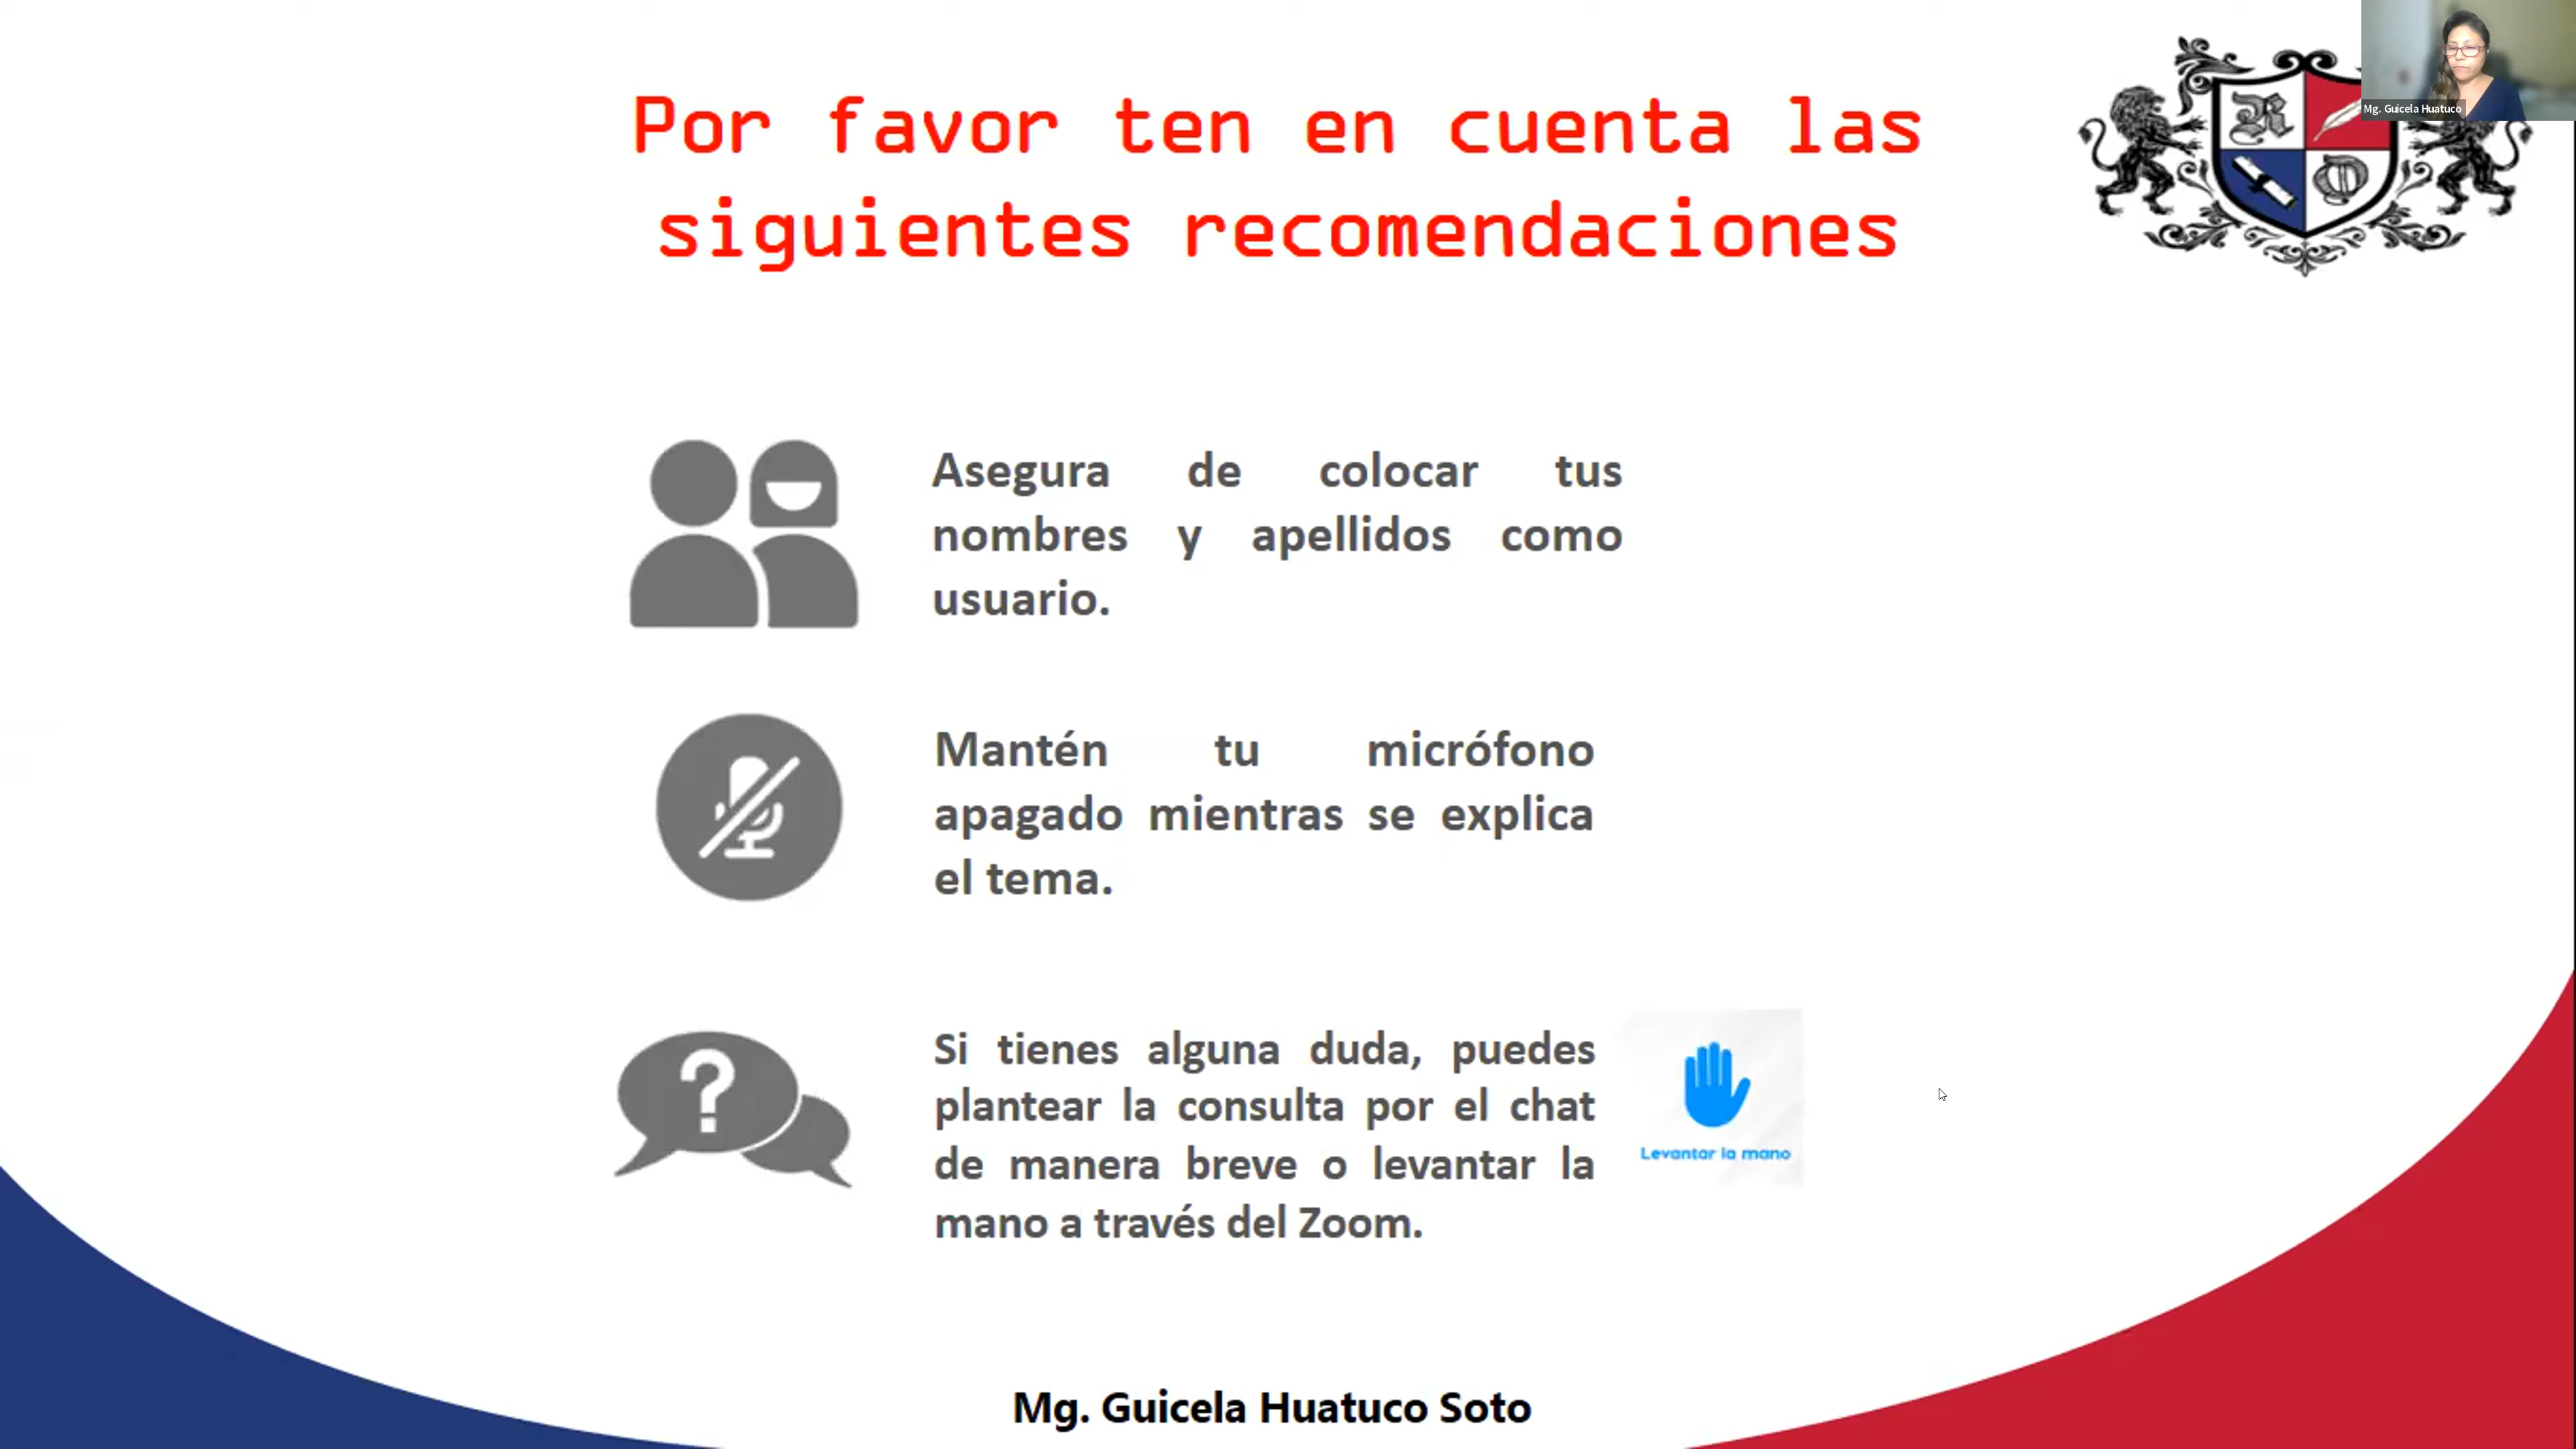 Por favor ten en cuenta las
siguientes recomendaciones
Mg. Guicela Huatuco
Asegura de colocar tus
nombres y apellidos como
usuario.
Mantén tu micrófono
apagado mientras se explica
el tema.
Si tienes alguna duda, puedes
plantear la consulta por el chat
de manera breve o levantar la
mano a través del Zoom.
Levantar la mano
Mg. Guicela Huatuco Soto